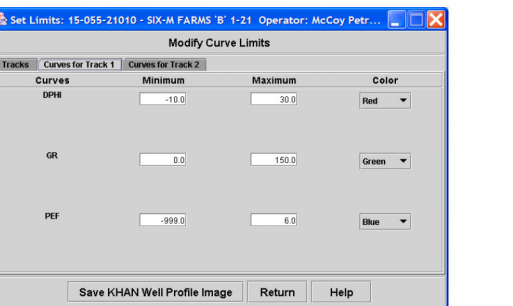 Set Limits: 15-055-21010 - SIX-M FARMS 'B' 1-21 Operator: McCoy Petr...
Modify Curve Limits
Tracks Curves for Track 1 Curves for Track 2
Curves Minimum Maximum Color
DPHI -10.0 30.0 Red
GR 0.0 150.0 Green
PEF -999.0 6.0 Blue
Save KHAN Well Profile Image Return Help